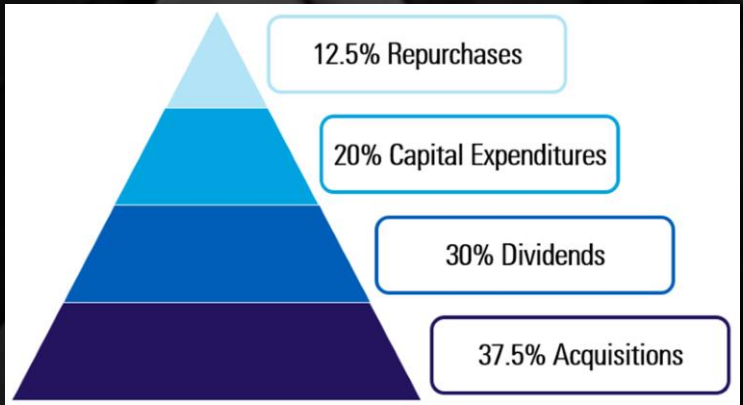 12.5% Repurchases
20% Capital Expenditures
30% Dividends
37.5% Acquisitions